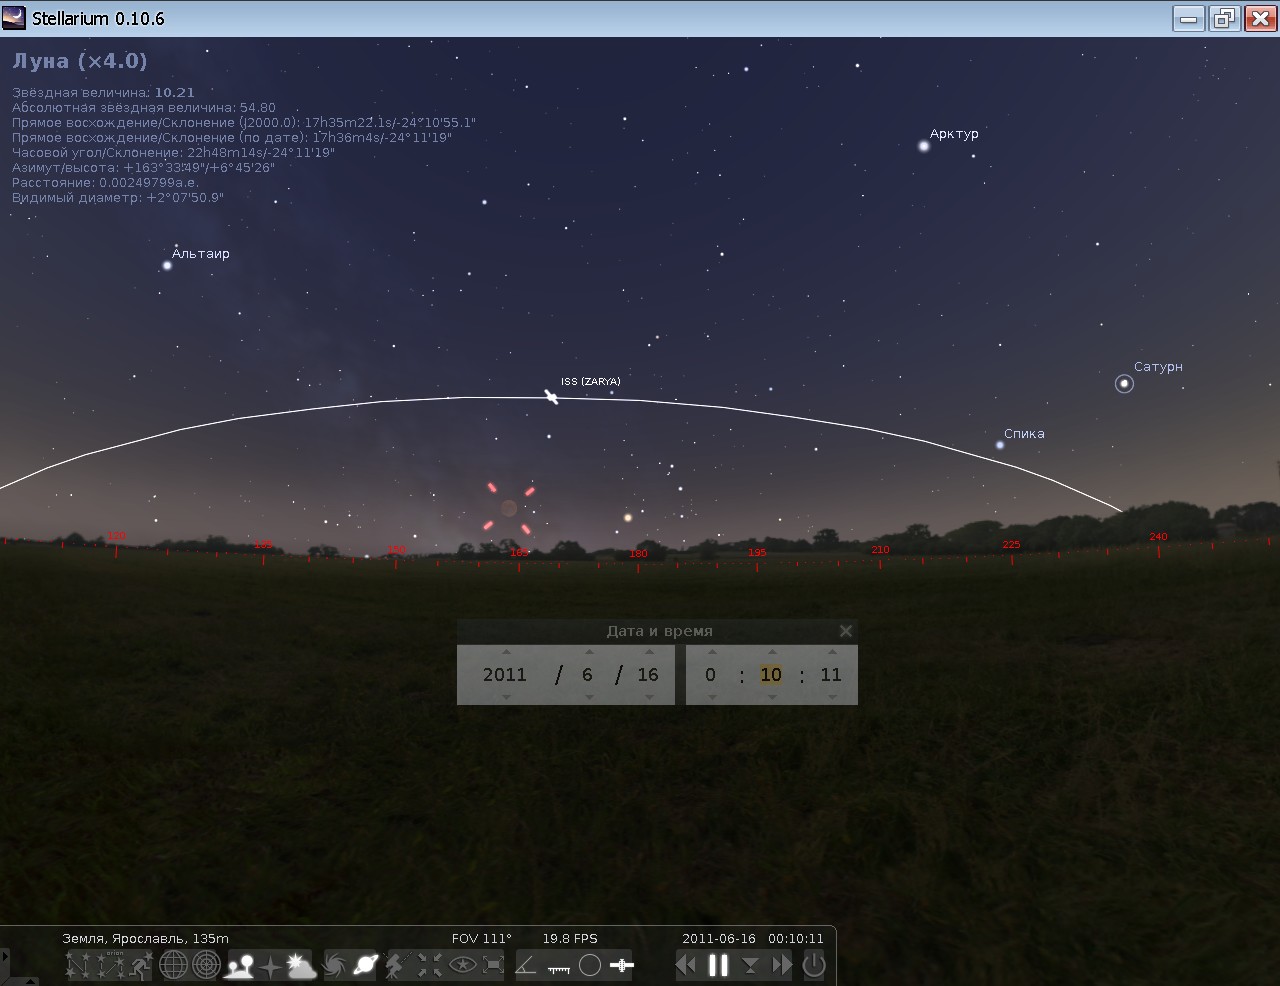 Stellarium 0.10.6
Луна (×4.0)
Звёздная величина: 10.21
Абсолютная звёздная величина: 54.80
Прямое восхождение/Склонение (J2000.0): 17h35m22.1s/-24°10'55.1"
Прямое восхождение/Склонение (по дате): 17h36m4s/-24°11'19"
Часовой угол/Склонение: 22h48m14s/-24°11'19"
Азимут/высота: +163°33'49"/+6°45'26"
Расстояние: 0.00249799а.е.
Видимый диаметр: +2°07'50.9"
Арктур
Альтаир
Сатурн
ISS (ZARYA)
Спика
120 135 150 165 180 195 210 225 240
Дата и время
2011 / 6 / 16 0 : 10 : 11
Земля, Ярославль, 135m FOV 111° 19.8 FPS 2011-06-16 00:10:11